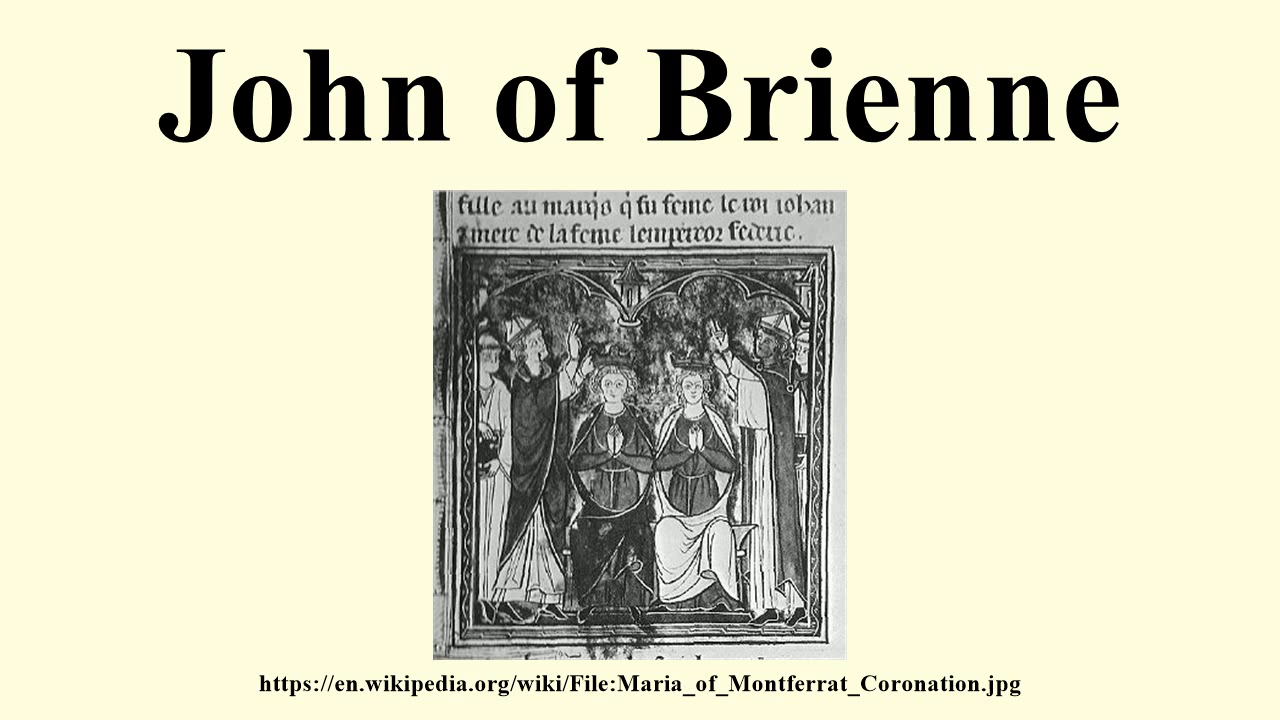 John of Brienne
fille au marq̃s q̃ fu feme le roi iohan
⁊ mere de la feme lempereor federic.
https://en.wikipedia.org/wiki/File:Maria_of_Montferrat_Coronation.jpg